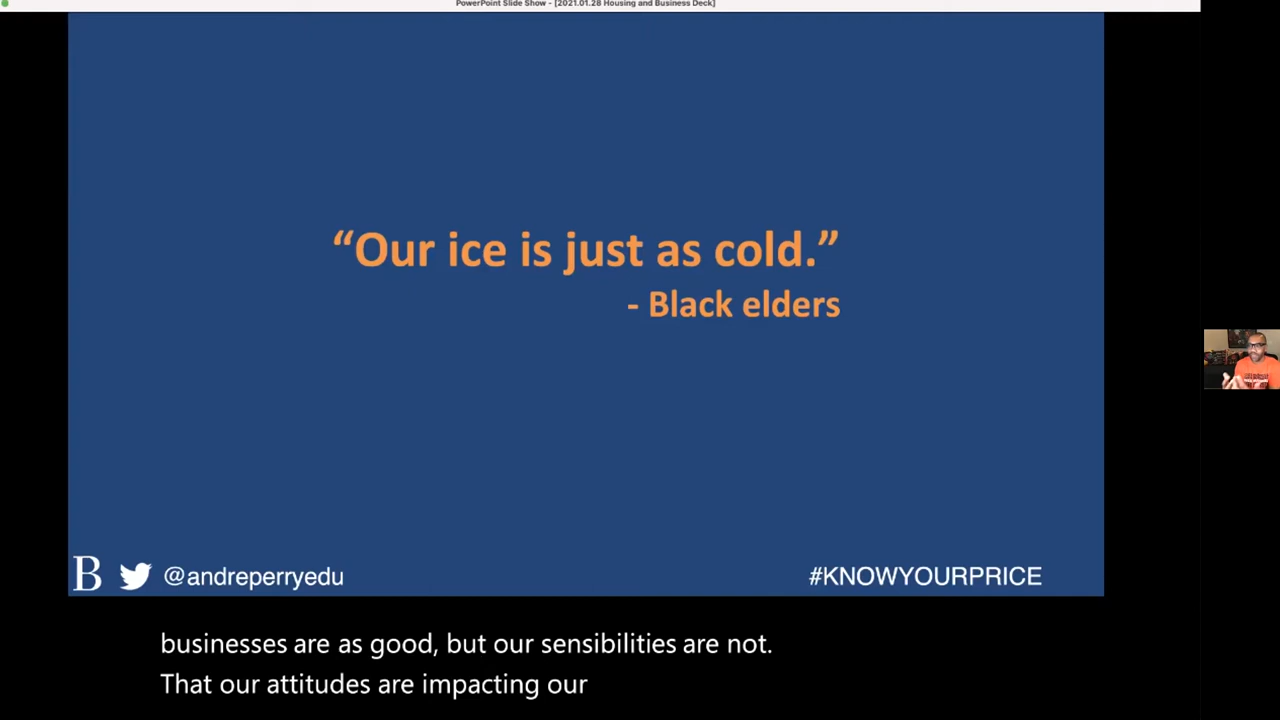 PowerPoint Slide Show - [2021.01.28 Housing and Business Deck]
“Our ice is just as cold.”
- Black elders
B @andreperryedu #KNOWYOURPRICE
businesses are as good, but our sensibilities are not.
That our attitudes are impacting our